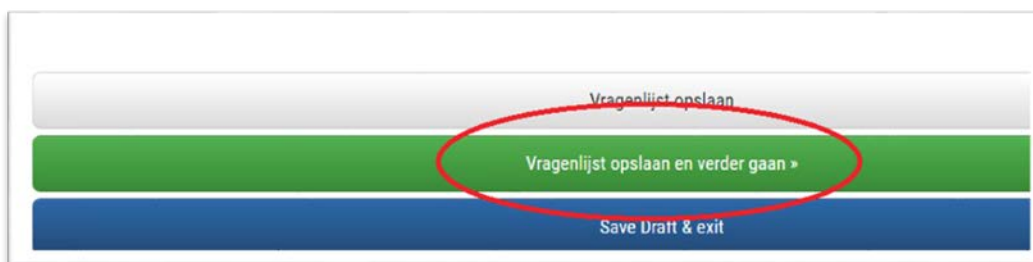 Vragenlijst opslaan
Vragenlijst opslaan en verder gaan »
Save Draft & exit